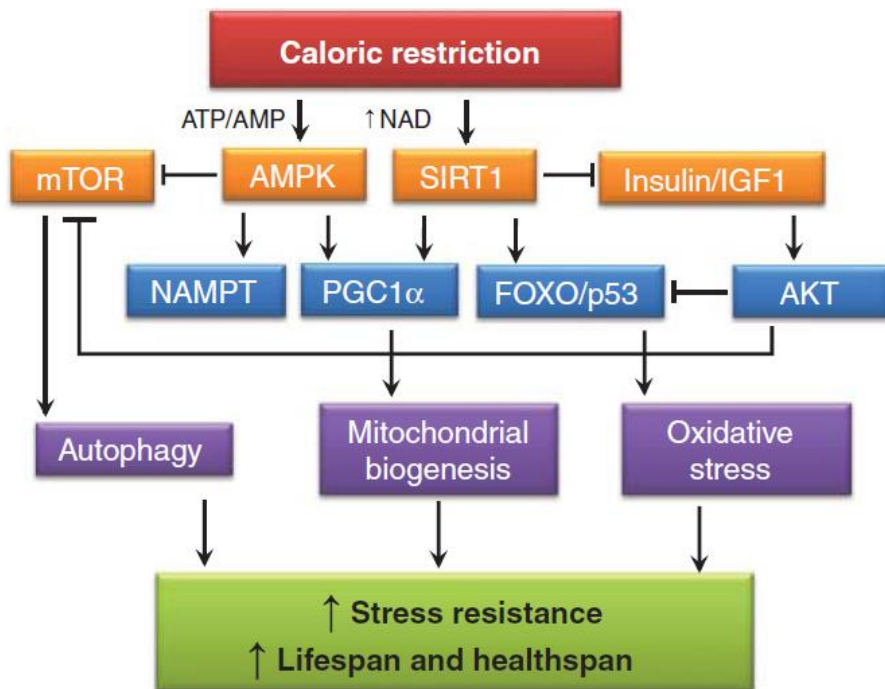 Caloric restriction
ATP/AMP
↑ NAD
mTOR
AMPK
SIRT1
Insulin/IGF1
NAMPT
PGC1α
FOXO/p53
AKT
Autophagy
Mitochondrial
biogenesis
Oxidative
stress
↑ Stress resistance
↑ Lifespan and healthspan